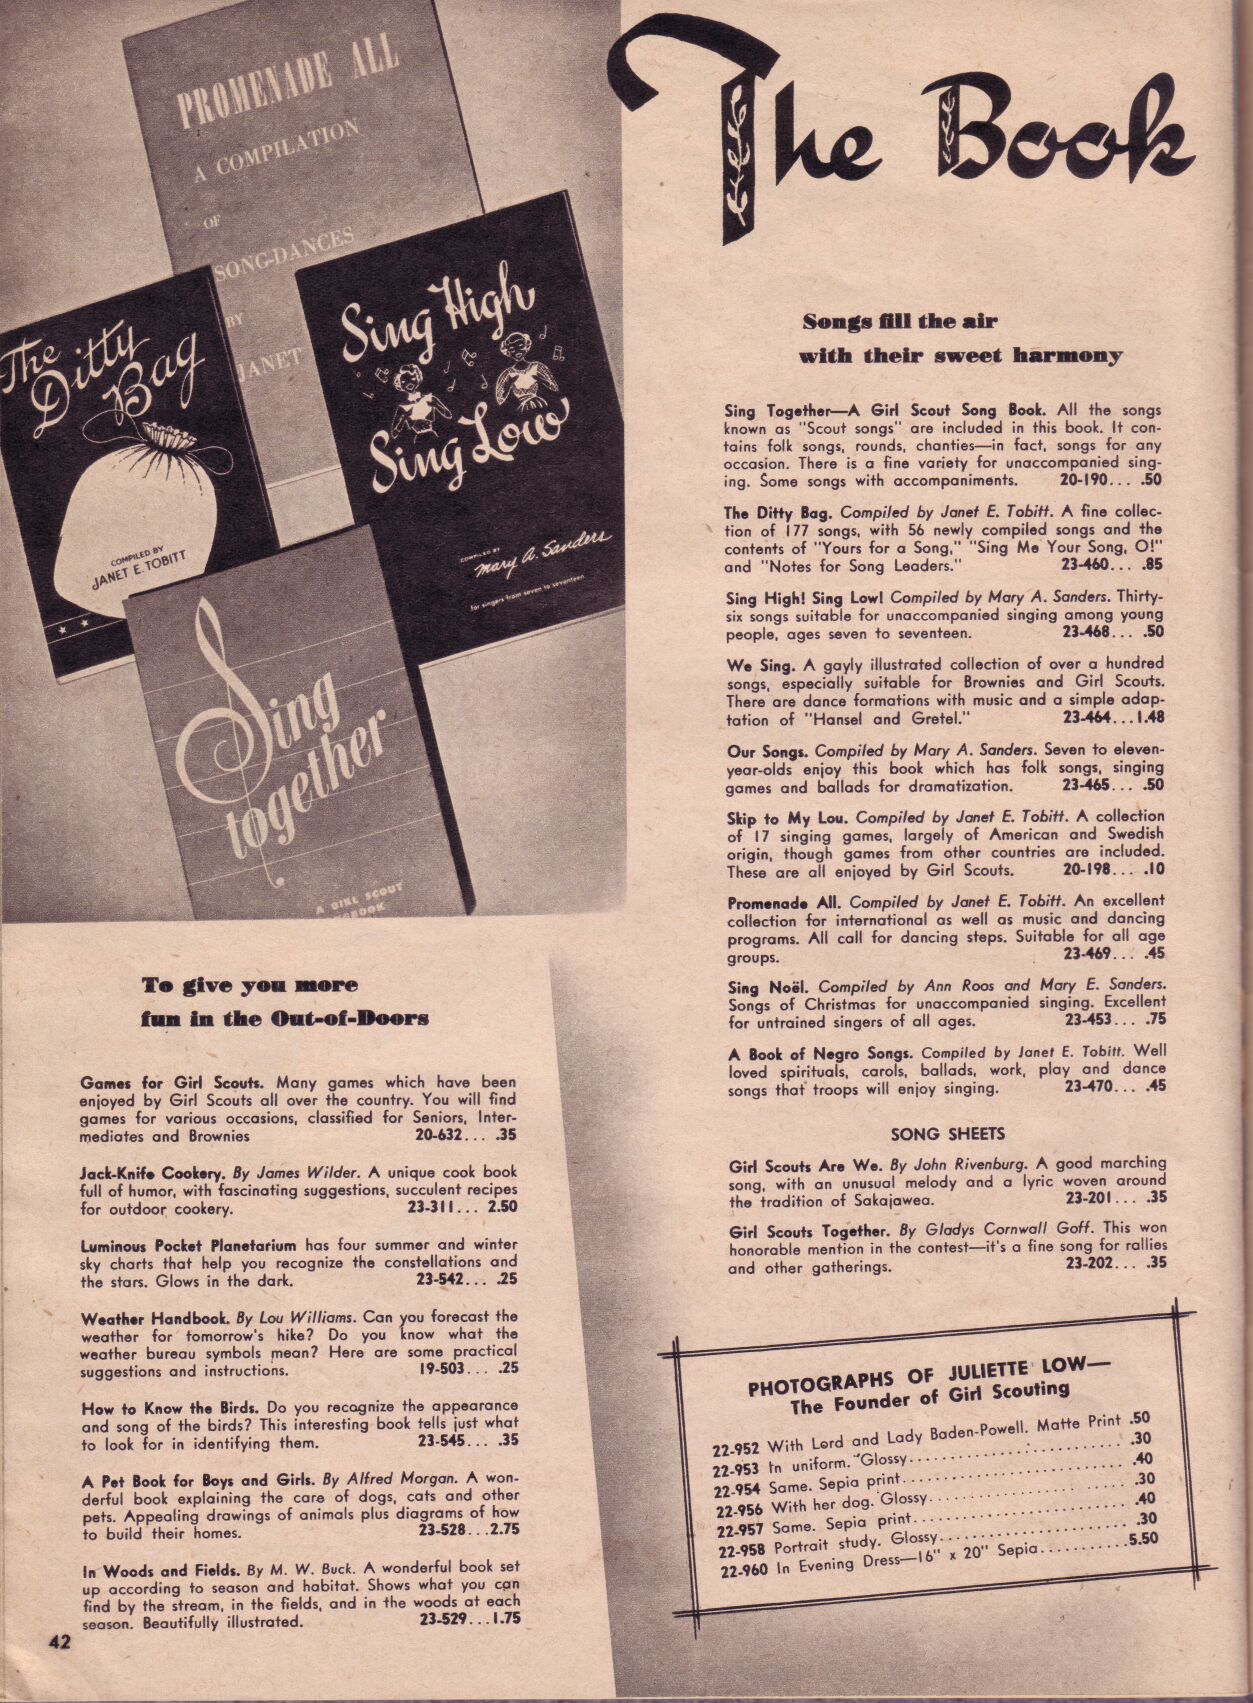 PROMENADE ALL
A COMPILATION
OF
SONG-DANCES
BY
JANET
The
Ditty
Bag
COMPILED BY
JANET E. TOBITT
Sing High
Sing Low
COMPILED BY
Mary A. Sanders
for singers from seven to seventeen
Sing
together
A GIRL SCOUT
The Book
Songs fill the air
with their sweet harmony
Sing Together—A Girl Scout Song Book. All the songs
known as "Scout songs" are included in this book. It con-
tains folk songs, rounds, chanties—in fact, songs for any
occasion. There is a fine variety for unaccompanied sing-
ing. Some songs with accompaniments. 20-190... .50
The Ditty Bag. Compiled by Janet E. Tobitt. A fine collec-
tion of 177 songs, with 56 newly compiled songs and the
contents of "Yours for a Song," "Sing Me Your Song, O!"
and "Notes for Song Leaders." 23-460... .85
Sing High! Sing Low! Compiled by Mary A. Sanders. Thirty-
six songs suitable for unaccompanied singing among young
people, ages seven to seventeen. 23-468... .50
We Sing. A gayly illustrated collection of over a hundred
songs, especially suitable for Brownies and Girl Scouts.
There are dance formations with music and a simple adap-
tation of "Hansel and Gretel." 23-464...1.48
Our Songs. Compiled by Mary A. Sanders. Seven to eleven-
year-olds enjoy this book which has folk songs, singing
games and ballads for dramatization. 23-465... .50
Skip to My Lou. Compiled by Janet E. Tobitt. A collection
of 17 singing games, largely of American and Swedish
origin, though games from other countries are included.
These are all enjoyed by Girl Scouts. 20-198... .10
Promenade All. Compiled by Janet E. Tobitt. An excellent
collection for international as well as music and dancing
programs. All call for dancing steps. Suitable for all age
groups. 23-469... .45
Sing Noël. Compiled by Ann Roos and Mary E. Sanders.
Songs of Christmas for unaccompanied singing. Excellent
for untrained singers of all ages. 23-453... .75
A Book of Negro Songs. Compiled by Janet E. Tobitt. Well
loved spirituals, carols, ballads, work, play and dance
songs that troops will enjoy singing. 23-470... .45
SONG SHEETS
Girl Scouts Are We. By John Rivenburg. A good marching
song, with an unusual melody and a lyric woven around
the tradition of Sakajawea. 23-201... .35
Girl Scouts Together. By Gladys Cornwall Goff. This won
honorable mention in the contest—it's a fine song for rallies
and other gatherings. 23-202... .35
PHOTOGRAPHS OF JULIETTE LOW—
The Founder of Girl Scouting
22-952 With Lord and Lady Baden-Powell. Matte Print .50
22-953 In uniform. Glossy.......................... .30
22-954 Same. Sepia print........................... .40
22-956 With her dog. Glossy........................ .30
22-957 Same. Sepia print........................... .40
22-958 Portrait study. Glossy...................... .30
22-960 In Evening Dress—16" x 20" Sepia...........5.50
To give you more
fun in the Out-of-Doors
Games for Girl Scouts. Many games which have been
enjoyed by Girl Scouts all over the country. You will find
games for various occasions, classified for Seniors, Inter-
mediates and Brownies 20-632... .35
Jack-Knife Cookery. By James Wilder. A unique cook book
full of humor, with fascinating suggestions, succulent recipes
for outdoor cookery. 23-311... 2.50
Luminous Pocket Planetarium has four summer and winter
sky charts that help you recognize the constellations and
the stars. Glows in the dark. 23-542... .25
Weather Handbook. By Lou Williams. Can you forecast the
weather for tomorrow's hike? Do you know what the
weather bureau symbols mean? Here are some practical
suggestions and instructions. 19-503... .25
How to Know the Birds. Do you recognize the appearance
and song of the birds? This interesting book tells just what
to look for in identifying them. 23-545... .35
A Pet Book for Boys and Girls. By Alfred Morgan. A won-
derful book explaining the care of dogs, cats and other
pets. Appealing drawings of animals plus diagrams of how
to build their homes. 23-528...2.75
In Woods and Fields. By M. W. Buck. A wonderful book set
up according to season and habitat. Shows what you can
find by the stream, in the fields, and in the woods at each
season. Beautifully illustrated. 23-529...1.75
42